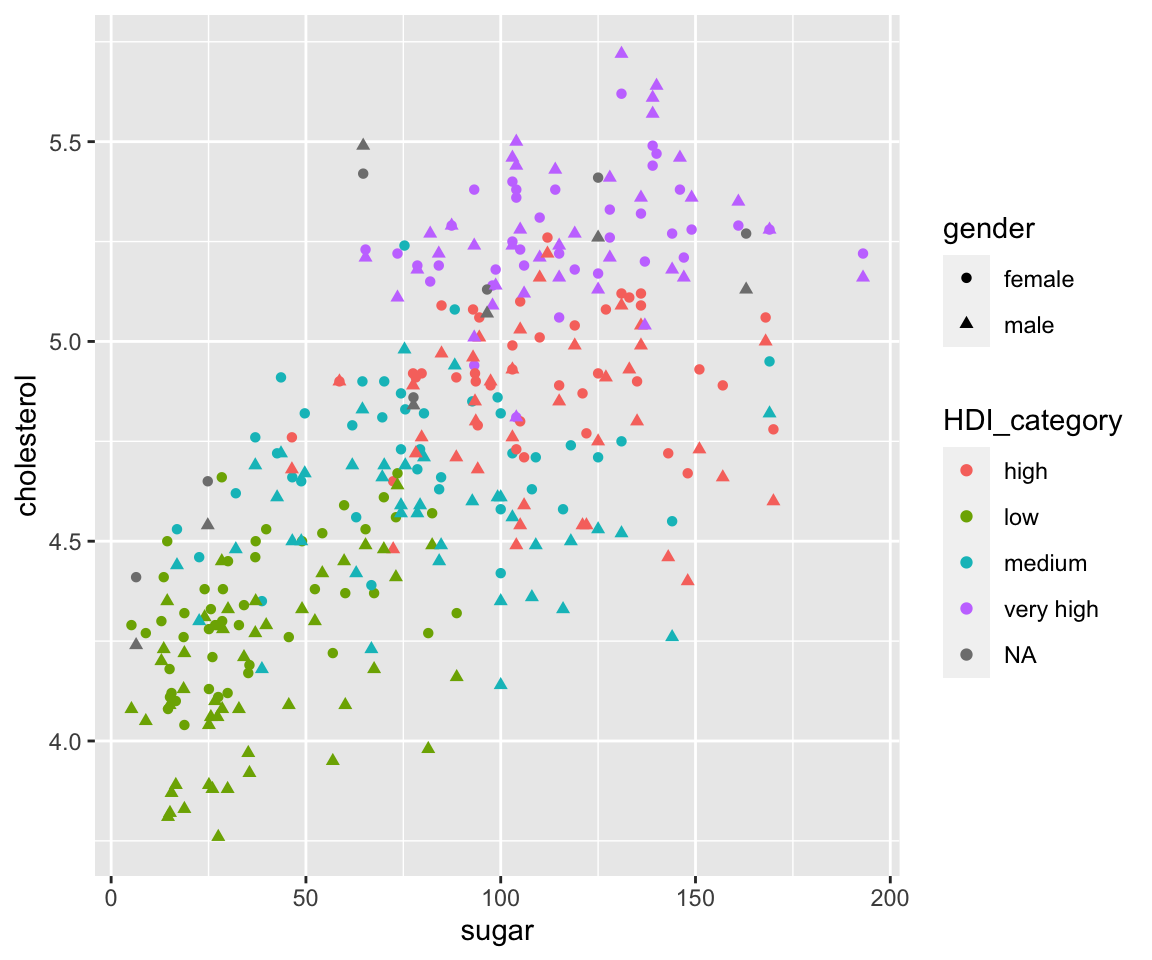 5.5
5.0
4.5
4.0
cholesterol
0 50 100 150 200
sugar
gender
female
male
HDI_category
high
low
medium
very high
NA